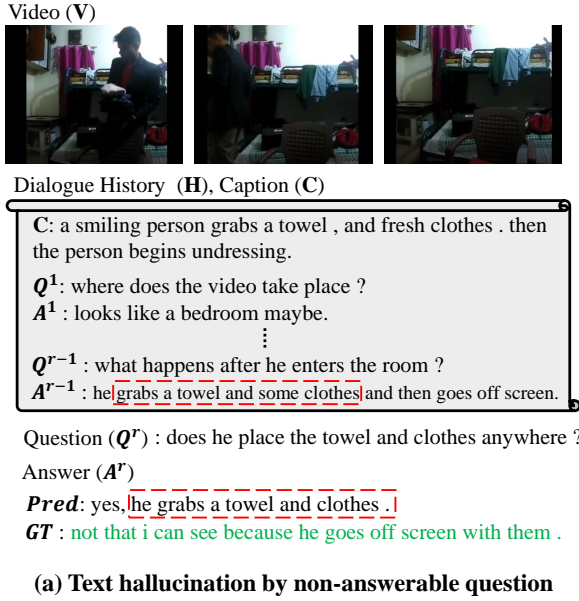 Video (V)
Dialogue History (H), Caption (C)
C: a smiling person grabs a towel , and fresh clothes . then
the person begins undressing.
Q¹: where does the video take place ?
A¹ : looks like a bedroom maybe.
⋮
Qʳ⁻¹ : what happens after he enters the room ?
Aʳ⁻¹ : he grabs a towel and some clothes and then goes off screen.
Question (Qʳ) : does he place the towel and clothes anywhere ?
Answer (Aʳ)
Pred: yes, he grabs a towel and clothes .
GT : not that i can see because he goes off screen with them .
(a) Text hallucination by non-answerable question